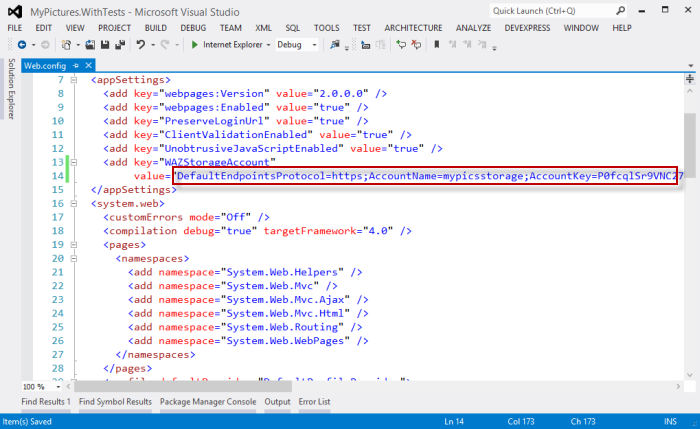 MyPictures.WithTests - Microsoft Visual Studio
Quick Launch (Ctrl+Q)
FILE EDIT VIEW PROJECT BUILD DEBUG TEAM XML SQL TOOLS TEST ARCHITECTURE ANALYZE DEVEXPRESS WINDOW HELP
Internet Explorer Debug
Solution Explorer
Web.config
7 <appSettings>
8 <add key="webpages:Version" value="2.0.0.0" />
9 <add key="webpages:Enabled" value="true" />
10 <add key="PreserveLoginUrl" value="true" />
11 <add key="ClientValidationEnabled" value="true" />
12 <add key="UnobtrusiveJavaScriptEnabled" value="true" />
13 <add key="WAZStorageAccount"
14 value="DefaultEndpointsProtocol=https;AccountName=mypicsstorage;AccountKey=P0fcqlSr9VNCZ7
15 </appSettings>
16 <system.web>
17 <customErrors mode="Off" />
18 <compilation debug="true" targetFramework="4.0" />
19 <pages>
20 <namespaces>
21 <add namespace="System.Web.Helpers" />
22 <add namespace="System.Web.Mvc" />
23 <add namespace="System.Web.Mvc.Ajax" />
24 <add namespace="System.Web.Mvc.Html" />
25 <add namespace="System.Web.Routing" />
26 <add namespace="System.Web.WebPages" />
27 </namespaces>
28 </pages>
100 %
Find Results 1 Find Symbol Results Package Manager Console Output Error List
Item(s) Saved Ln 14 Col 173 Ch 173 INS